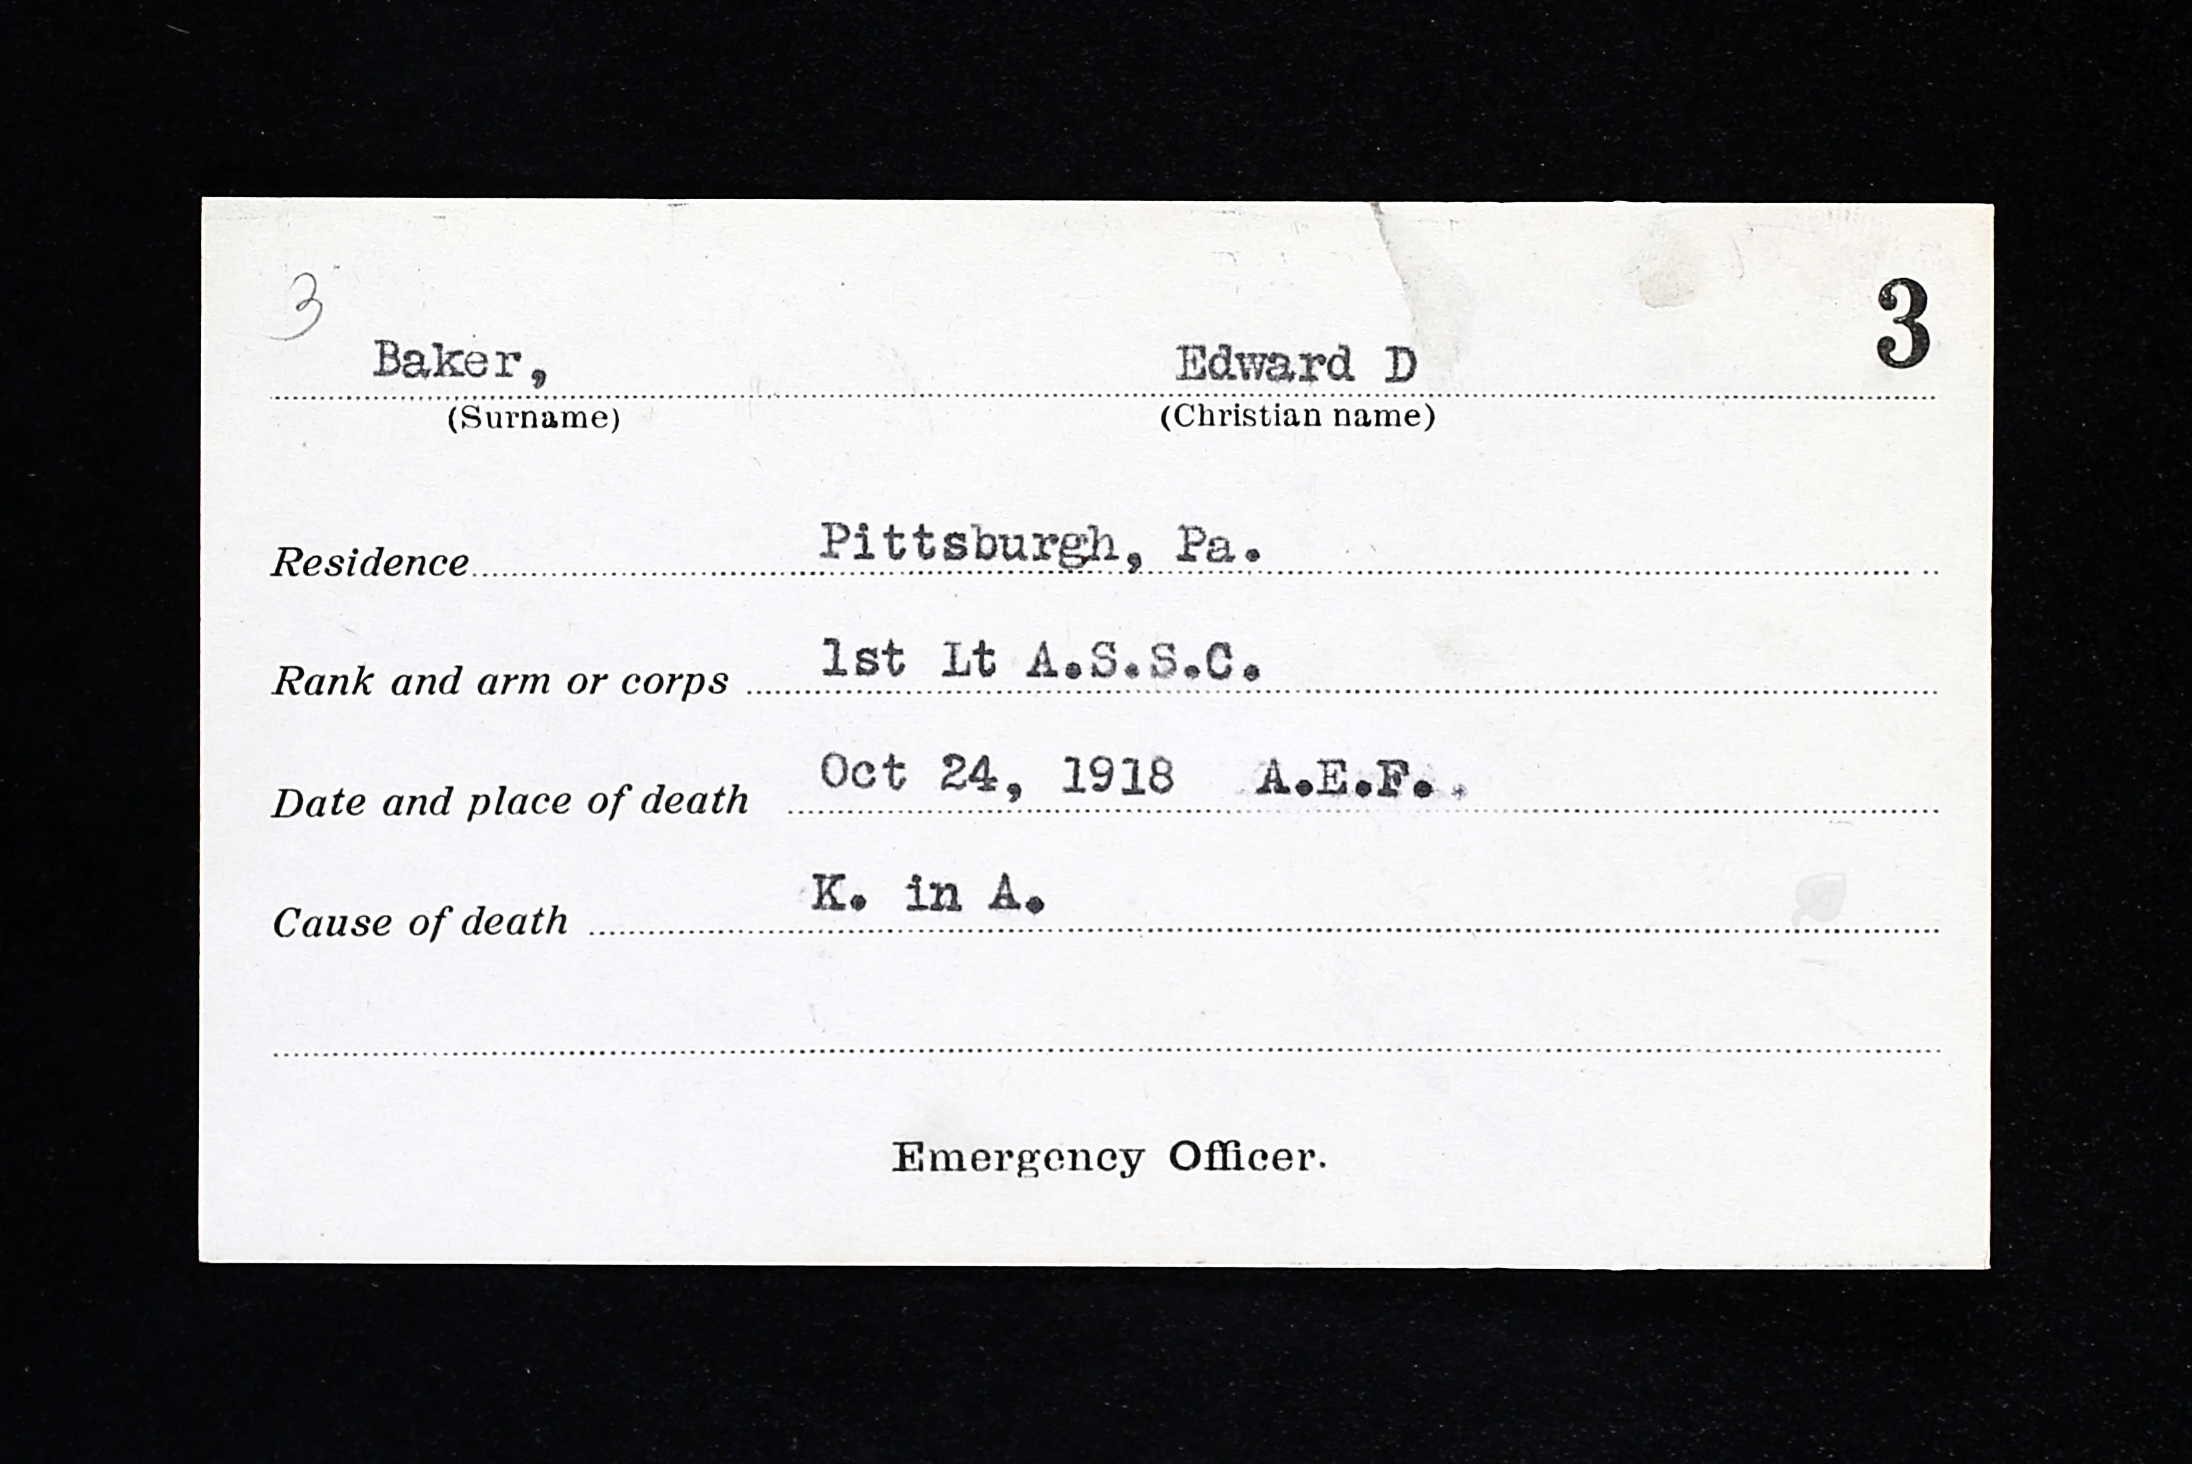 3
3
Baker, Edward D
(Surname) (Christian name)
Residence Pittsburgh, Pa.
Rank and arm or corps 1st Lt A.S.S.C.
Date and place of death Oct 24, 1918 A.E.F..
Cause of death K. in A.
Emergency Officer.